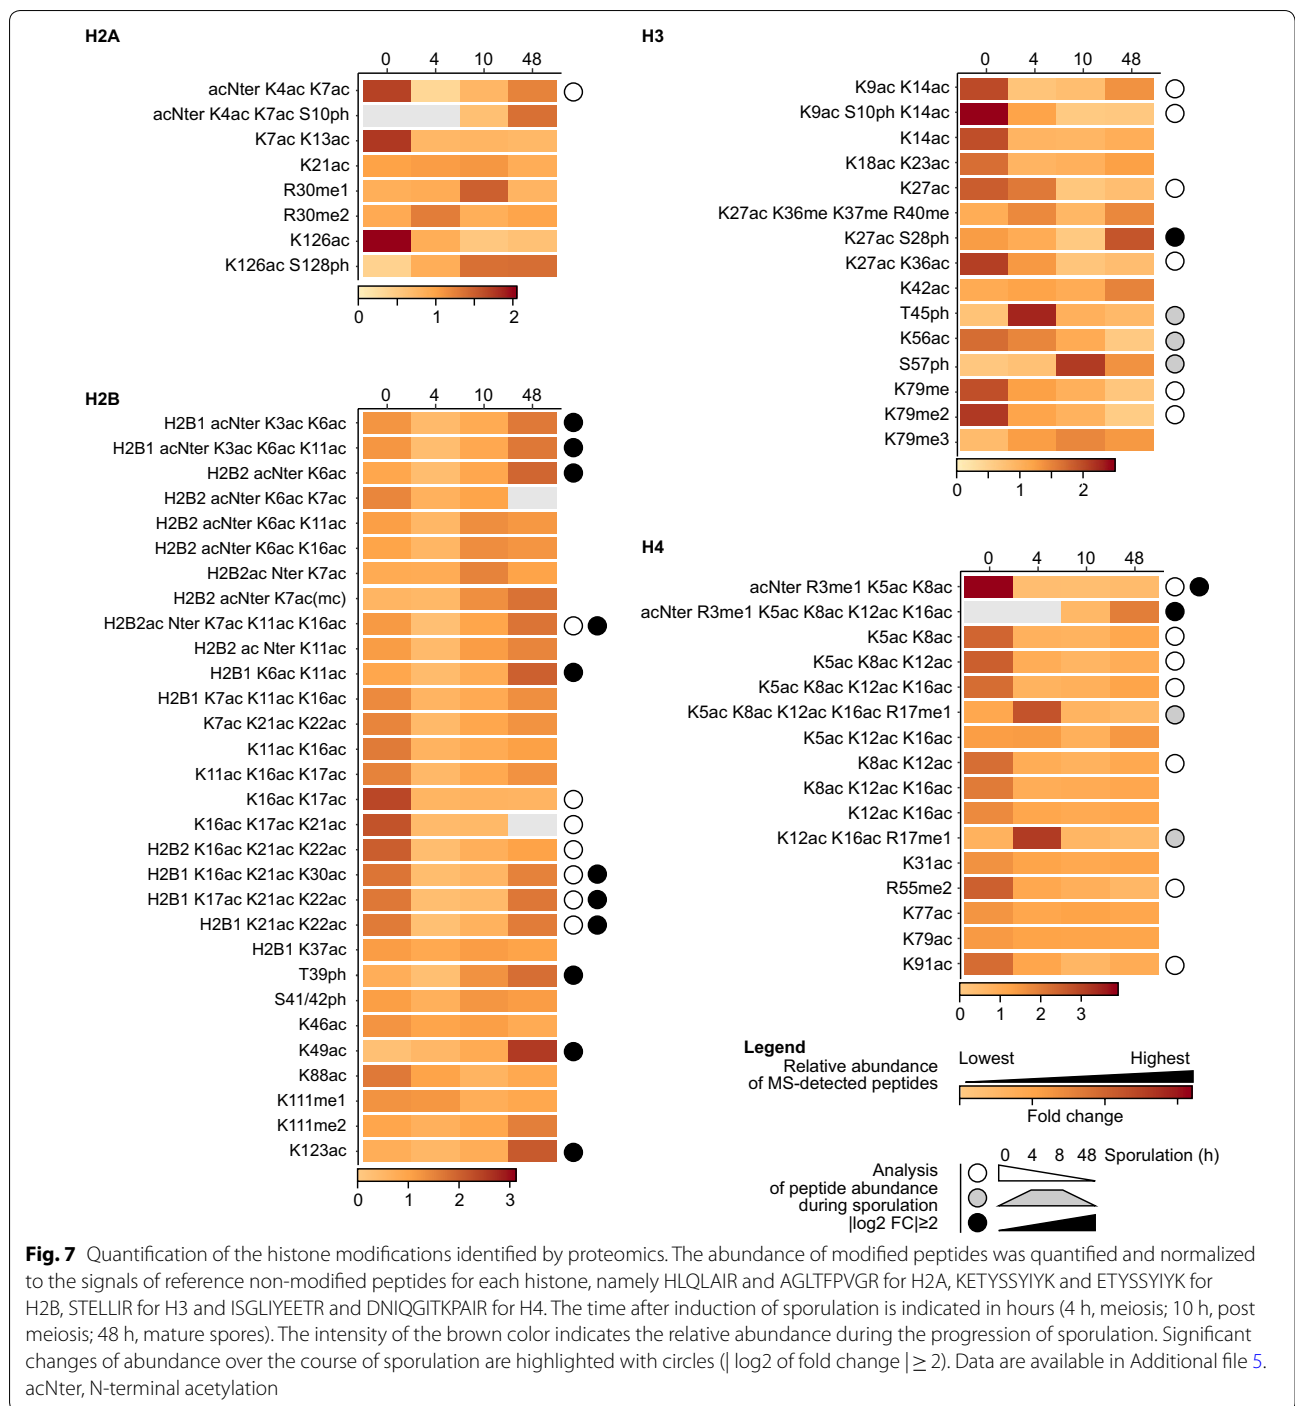 H2A
0 4 10 48
acNter K4ac K7ac
acNter K4ac K7ac S10ph
K7ac K13ac
K21ac
R30me1
R30me2
K126ac
K126ac S128ph
0 1 2
H2B
0 4 10 48
H2B1 acNter K3ac K6ac
H2B1 acNter K3ac K6ac K11ac
H2B2 acNter K6ac
H2B2 acNter K6ac K7ac
H2B2 acNter K6ac K11ac
H2B2 acNter K6ac K16ac
H2B2ac Nter K7ac
H2B2 acNter K7ac(mc)
H2B2ac Nter K7ac K11ac K16ac
H2B2 ac Nter K11ac
H2B1 K6ac K11ac
H2B1 K7ac K11ac K16ac
K7ac K21ac K22ac
K11ac K16ac
K11ac K16ac K17ac
K16ac K17ac
K16ac K17ac K21ac
H2B2 K16ac K21ac K22ac
H2B1 K16ac K21ac K30ac
H2B1 K17ac K21ac K22ac
H2B1 K21ac K22ac
H2B1 K37ac
T39ph
S41/42ph
K46ac
K49ac
K88ac
K111me1
K111me2
K123ac
0 1 2 3
H3
0 4 10 48
K9ac K14ac
K9ac S10ph K14ac
K14ac
K18ac K23ac
K27ac
K27ac K36me K37me R40me
K27ac S28ph
K27ac K36ac
K42ac
T45ph
K56ac
S57ph
K79me
K79me2
K79me3
0 1 2
H4
0 4 10 48
acNter R3me1 K5ac K8ac
acNter R3me1 K5ac K8ac K12ac K16ac
K5ac K8ac
K5ac K8ac K12ac
K5ac K8ac K12ac K16ac
K5ac K8ac K12ac K16ac R17me1
K5ac K12ac K16ac
K8ac K12ac
K8ac K12ac K16ac
K12ac K16ac
K12ac K16ac R17me1
K31ac
R55me2
K77ac
K79ac
K91ac
0 1 2 3
Legend
Relative abundance
of MS-detected peptides
Lowest Highest
Fold change
0 4 8 48 Sporulation (h)
Analysis
of peptide abundance
during sporulation
|log2 FC|≥2
Fig. 7 Quantification of the histone modifications identified by proteomics. The abundance of modified peptides was quantified and normalized
to the signals of reference non-modified peptides for each histone, namely HLQLAIR and AGLTFPVGR for H2A, KETYSSYIYK and ETYSSYIYK for
H2B, STELLIR for H3 and ISGLIYEETR and DNIQGITKPAIR for H4. The time after induction of sporulation is indicated in hours (4 h, meiosis; 10 h, post
meiosis; 48 h, mature spores). The intensity of the brown color indicates the relative abundance during the progression of sporulation. Significant
changes of abundance over the course of sporulation are highlighted with circles (| log2 of fold change | ≥ 2). Data are available in Additional file 5.
acNter, N-terminal acetylation